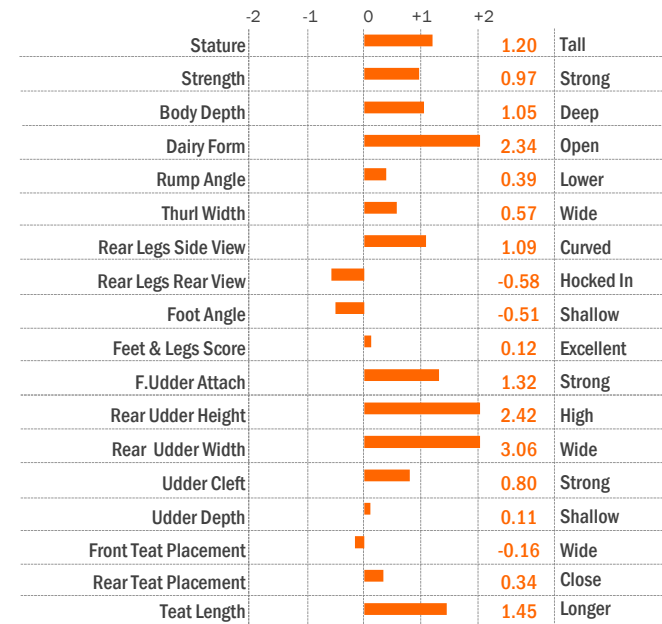 -2 -1 0 +1 +2
Stature 1.20 Tall
Strength 0.97 Strong
Body Depth 1.05 Deep
Dairy Form 2.34 Open
Rump Angle 0.39 Lower
Thurl Width 0.57 Wide
Rear Legs Side View 1.09 Curved
Rear Legs Rear View -0.58 Hocked In
Foot Angle -0.51 Shallow
Feet & Legs Score 0.12 Excellent
F.Udder Attach 1.32 Strong
Rear Udder Height 2.42 High
Rear Udder Width 3.06 Wide
Udder Cleft 0.80 Strong
Udder Depth 0.11 Shallow
Front Teat Placement -0.16 Wide
Rear Teat Placement 0.34 Close
Teat Length 1.45 Longer